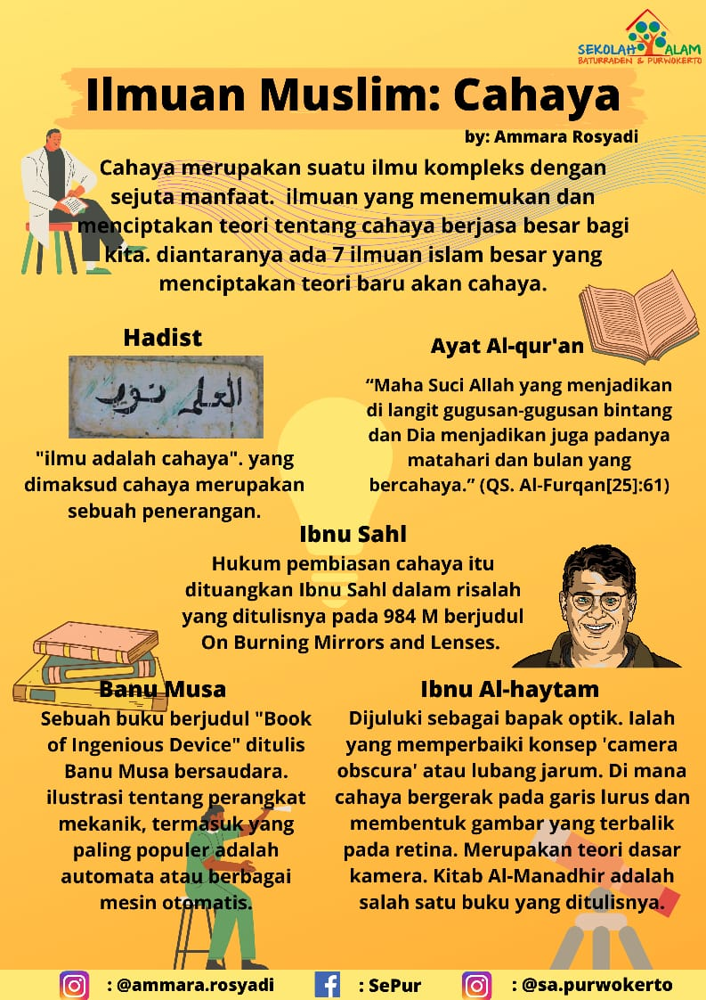 SEKOLAH ALAM
BATURRADEN & PURWOKERTO
Ilmuan Muslim: Cahaya
by: Ammara Rosyadi
Cahaya merupakan suatu ilmu kompleks dengan
sejuta manfaat. ilmuan yang menemukan dan
menciptakan teori tentang cahaya berjasa besar bagi
kita. diantaranya ada 7 ilmuan islam besar yang
menciptakan teori baru akan cahaya.
Hadist
العلم نور
"ilmu adalah cahaya". yang
dimaksud cahaya merupakan
sebuah penerangan.
Ayat Al-qur'an
“Maha Suci Allah yang menjadikan
di langit gugusan-gugusan bintang
dan Dia menjadikan juga padanya
matahari dan bulan yang
bercahaya.” (QS. Al-Furqan[25]:61)
Ibnu Sahl
Hukum pembiasan cahaya itu
dituangkan Ibnu Sahl dalam risalah
yang ditulisnya pada 984 M berjudul
On Burning Mirrors and Lenses.
Banu Musa
Sebuah buku berjudul "Book
of Ingenious Device" ditulis
Banu Musa bersaudara.
ilustrasi tentang perangkat
mekanik, termasuk yang
paling populer adalah
automata atau berbagai
mesin otomatis.
Ibnu Al-haytam
Dijuluki sebagai bapak optik. Ialah
yang memperbaiki konsep 'camera
obscura' atau lubang jarum. Di mana
cahaya bergerak pada garis lurus dan
membentuk gambar yang terbalik
pada retina. Merupakan teori dasar
kamera. Kitab Al-Manadhir adalah
salah satu buku yang ditulisnya.
: @ammara.rosyadi
: SePur
: @sa.purwokerto